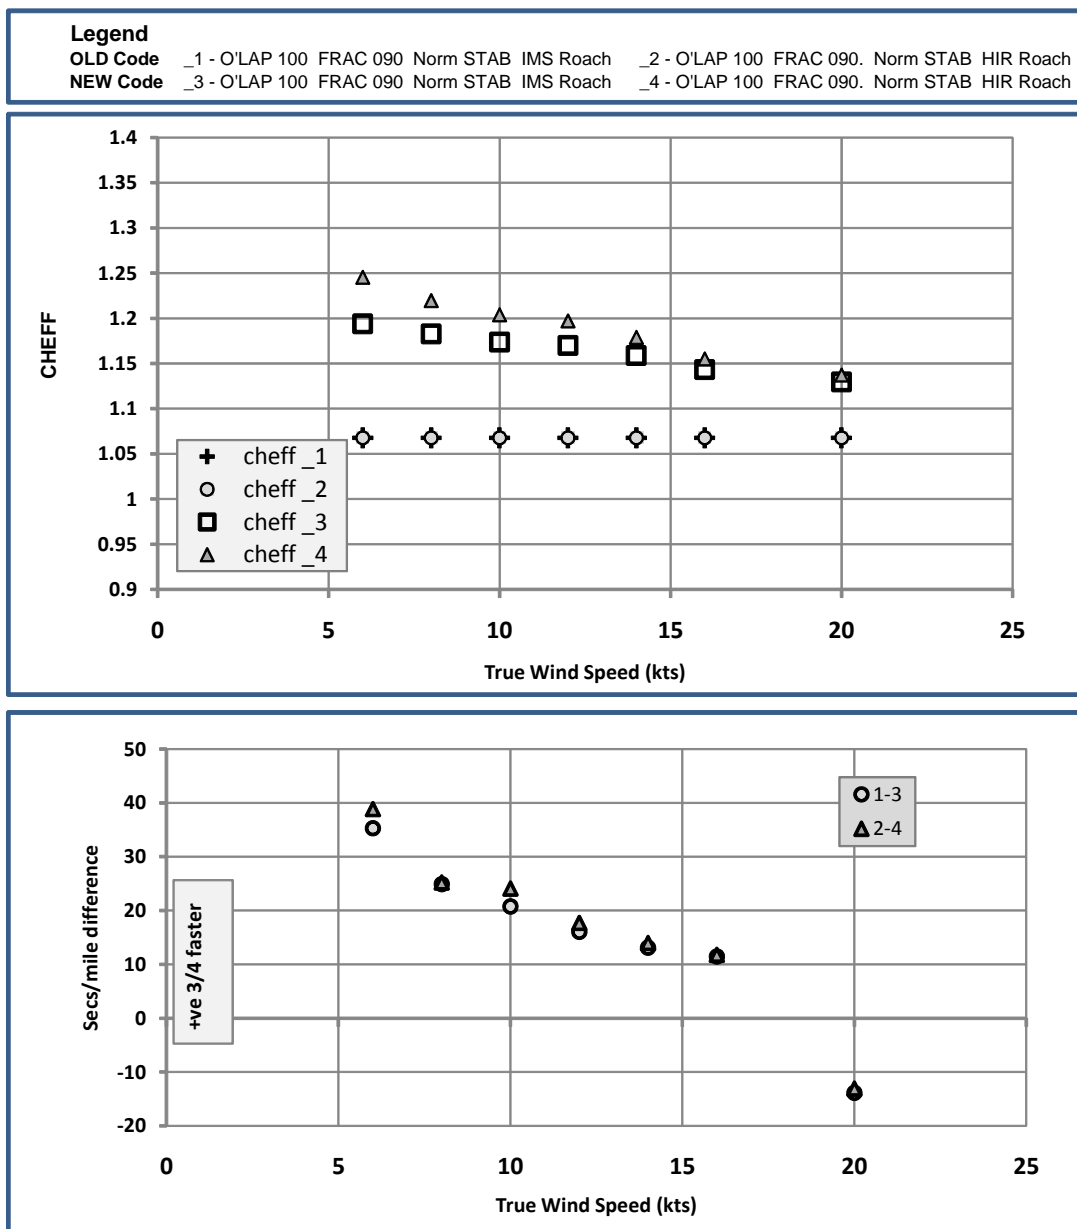 Legend
OLD Code _1 - O'LAP 100 FRAC 090 Norm STAB IMS Roach _2 - O'LAP 100 FRAC 090. Norm STAB HIR Roach
NEW Code _3 - O'LAP 100 FRAC 090 Norm STAB IMS Roach _4 - O'LAP 100 FRAC 090. Norm STAB HIR Roach
1.4
1.35
1.3
1.25
1.2
1.15
1.1
1.05
1
0.95
0.9
CHEFF
cheff _1
cheff _2
cheff _3
cheff _4
0 5 10 15 20 25
True Wind Speed (kts)
50
40
30
20
10
0
-10
-20
Secs/mile difference
+ve 3/4 faster
1-3
2-4
0 5 10 15 20 25
True Wind Speed (kts)